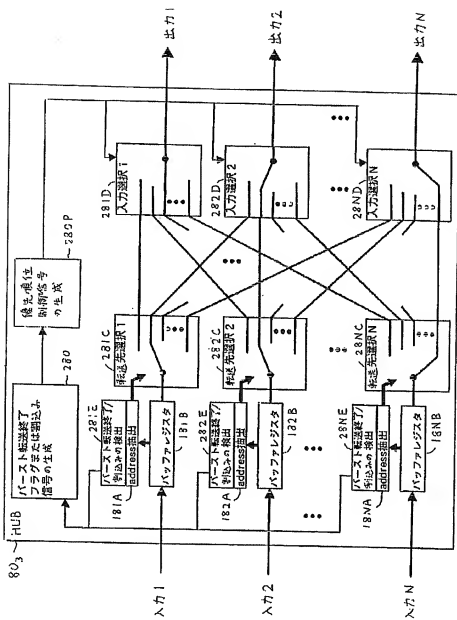 80₃
HUB
バースト転送終了
フラグまたは割込み
信号の生成
280
優先順位
制御信号
の生成
280P
281E
バースト転送終了/
割込みの検出
address抽出
181A
バッファレジスタ
181B
転送先選択1
281C
入力選択1
281D
入力1
出力1
282E
バースト転送終了/
割込みの検出
address抽出
182A
バッファレジスタ
182B
転送先選択2
282C
入力選択2
282D
入力2
出力2
28NE
バースト転送終了/
割込みの検出
address抽出
18NA
バッファレジスタ
18NB
転送先選択N
28NC
入力選択N
28ND
入力N
出力N